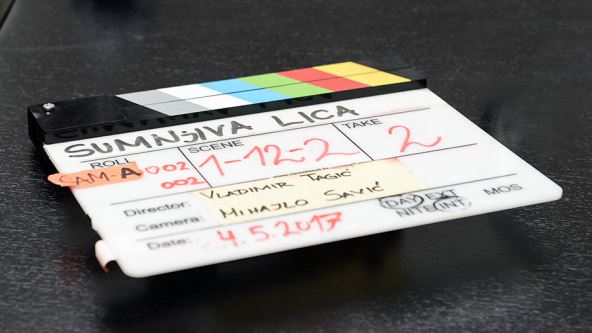 SUMNJIVA LICA
ROLL SCENE TAKE
CAM-A 002 1-12-2 2
002
Director: VLADIMIR TAGIĆ
Camera: MIHAJLO SAVIĆ
DAY EXT MOS
NITE INT
Date: 4.5.2017